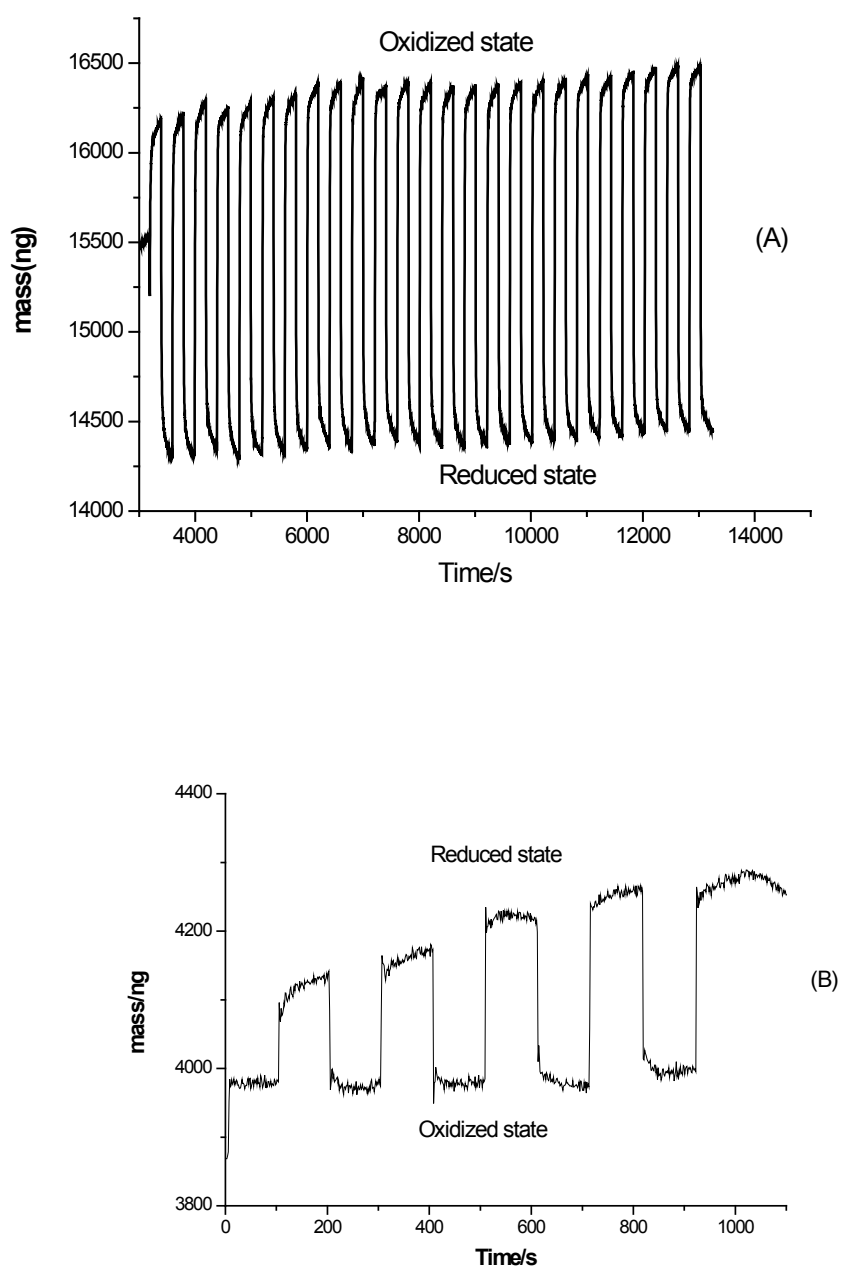 Oxidized state
16500
16000
15500
15000
14500
14000
mass(ng)
(A)
Reduced state
4000 6000 8000 10000 12000 14000
Time/s
4400
4200
4000
3800
mass/ng
Reduced state
(B)
Oxidized state
0 200 400 600 800 1000
Time/s